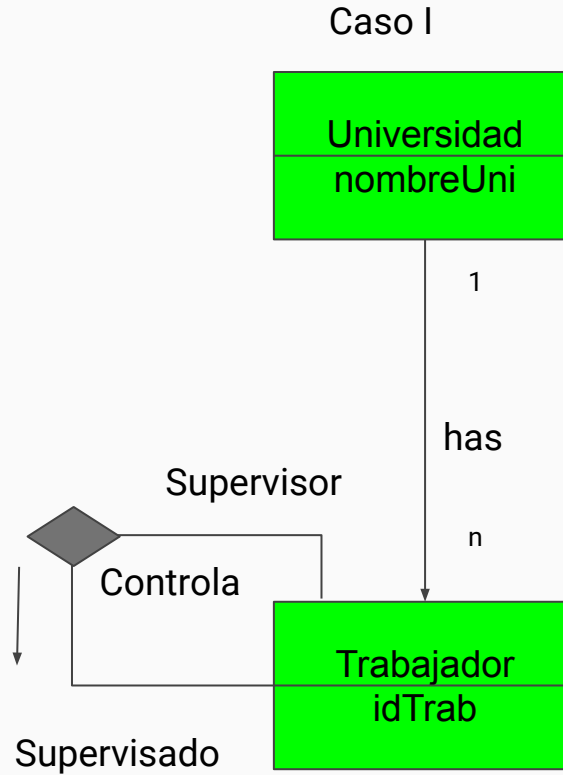 Caso I
Universidad
nombreUni
1
has
n
Supervisor
Controla
Trabajador
idTrab
Supervisado